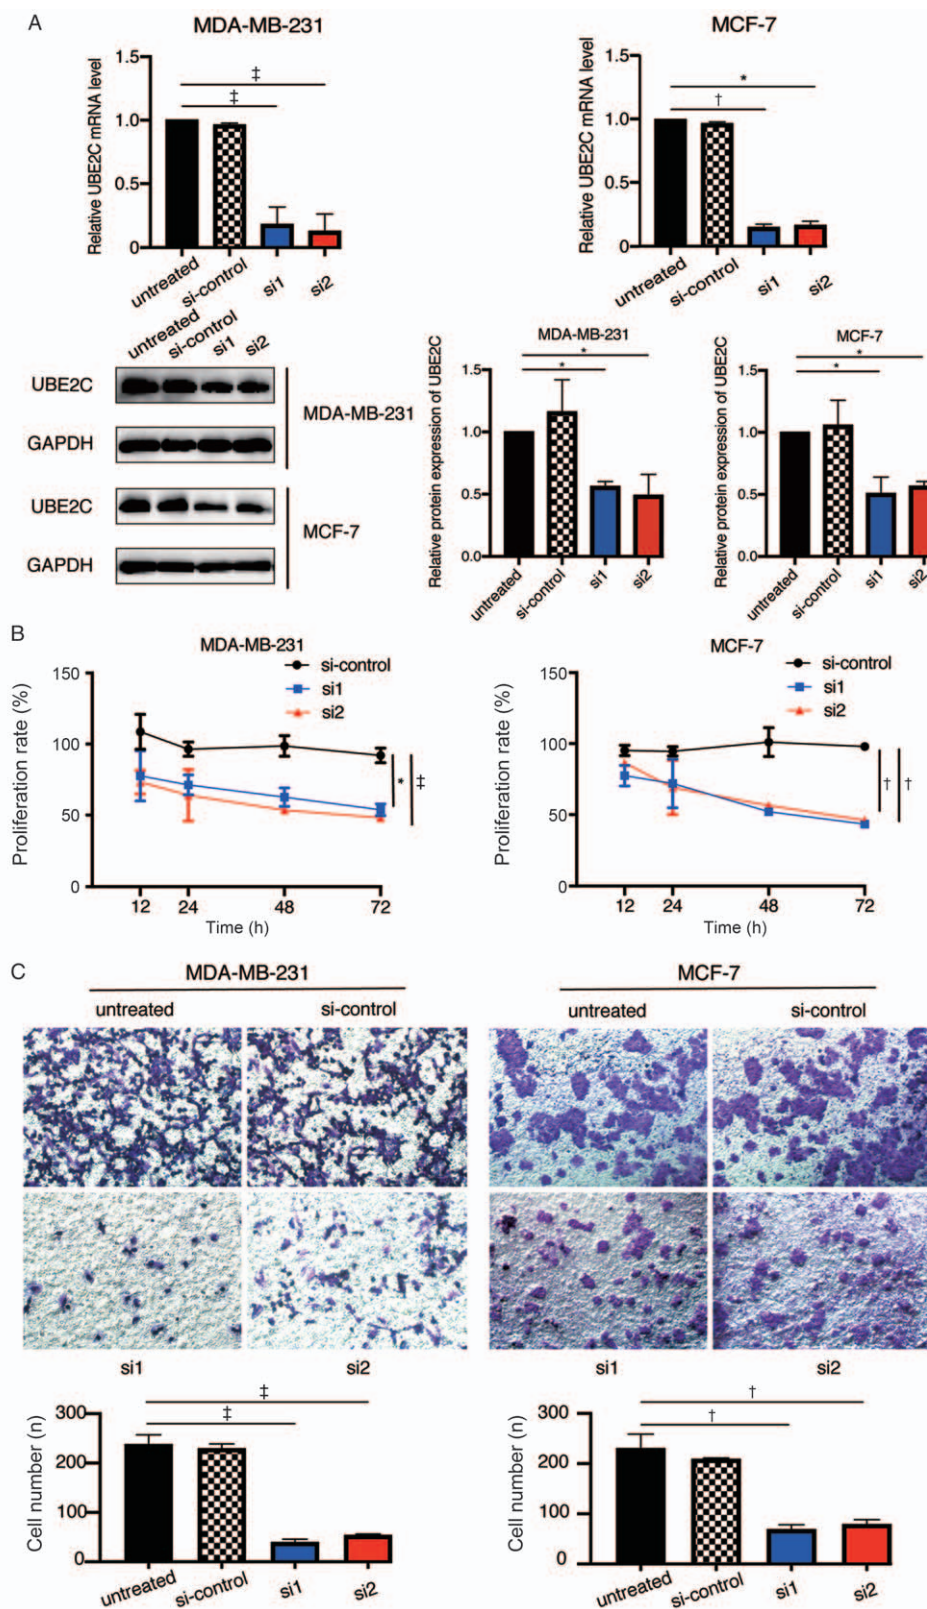 A
MDA-MB-231
MCF-7
Relative UBE2C mRNA level
1.5
1.0
0.5
0
‡
‡
untreated
si-control
si1
si2
Relative UBE2C mRNA level
1.5
1.0
0.5
0
*
†
untreated
si-control
si1
si2
untreated
si-control
si1
si2
UBE2C
GAPDH
MDA-MB-231
UBE2C
GAPDH
MCF-7
MDA-MB-231
Relative protein expression of UBE2C
1.5
1.0
0.5
0.0
*
*
untreated
si-control
si1
si2
MCF-7
Relative protein expression of UBE2C
1.5
1.0
0.5
0.0
*
*
untreated
si-control
si1
si2
B
MDA-MB-231
si-control
si1
si2
Proliferation rate (%)
150
100
50
0
* ‡
12 24 48 72
Time (h)
MCF-7
si-control
si1
si2
Proliferation rate (%)
150
100
50
0
† †
12 24 48 72
Time (h)
C
MDA-MB-231
MCF-7
untreated
si-control
untreated
si-control
si1
si2
si1
si2
Cell number (n)
300
200
100
0
‡
‡
untreated
si-control
si1
si2
Cell number (n)
300
200
100
0
†
†
untreated
si-control
si1
si2